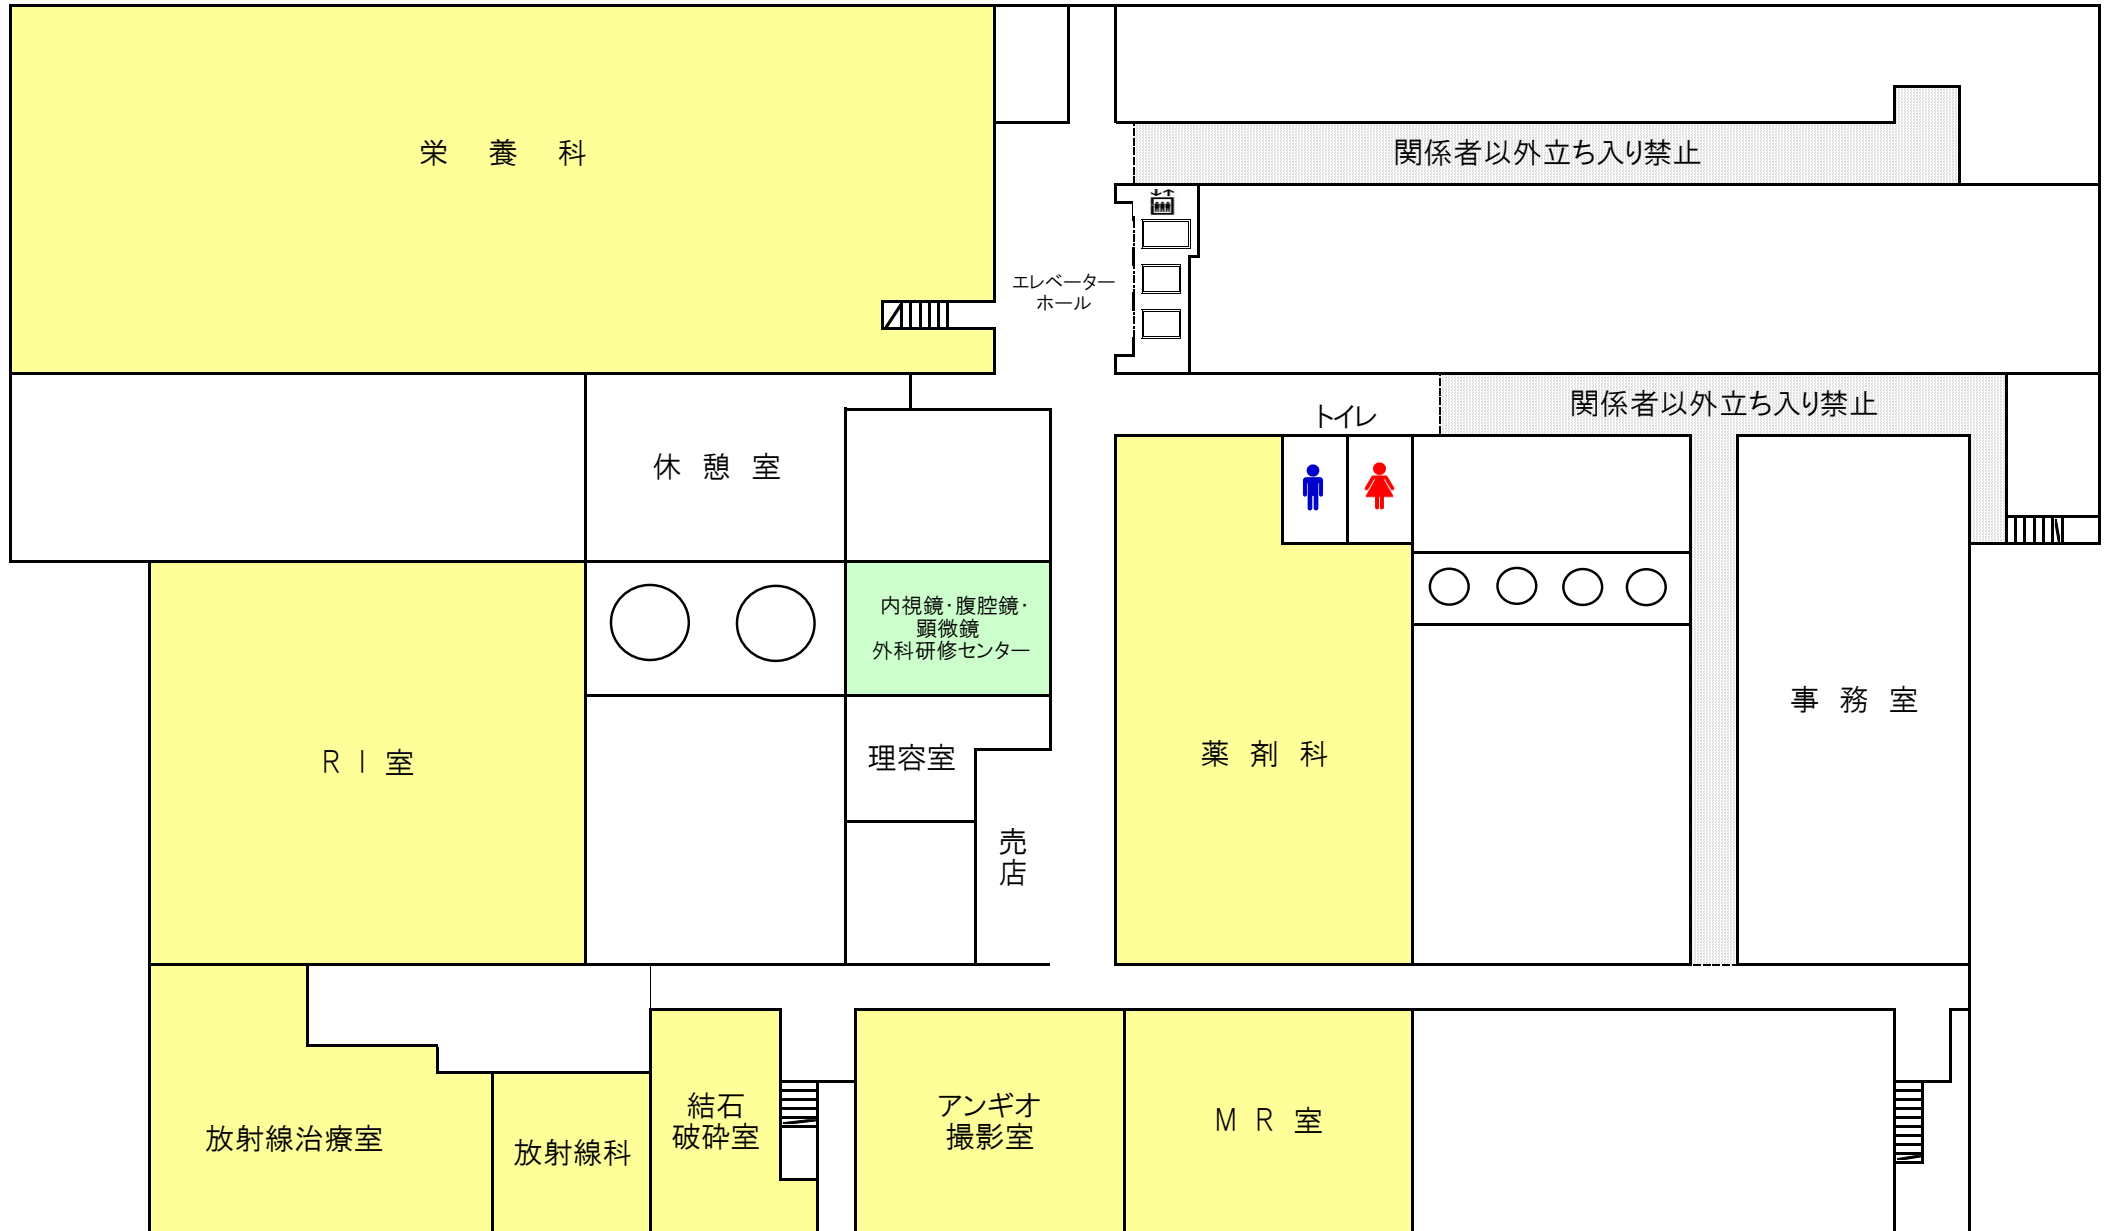 栄養科
関係者以外立ち入り禁止
エレベーター
ホール
関係者以外立ち入り禁止
トイレ
休憩室
内視鏡・腹腔鏡・
顕微鏡
外科研修センター
事務室
RI室
理容室
薬剤科
売店
結石
破砕室
アンギオ
撮影室
MR室
放射線治療室
放射線科